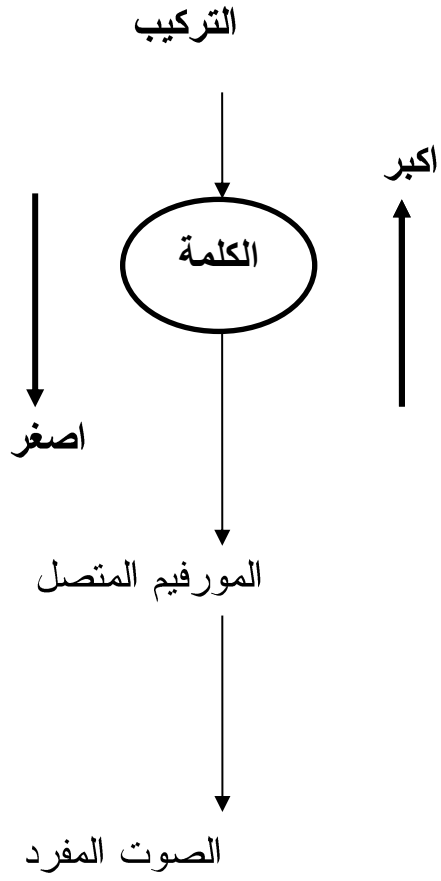 التركيب
اكبر
الكلمة
اصغر
المورفيم المتصل
الصوت المفرد